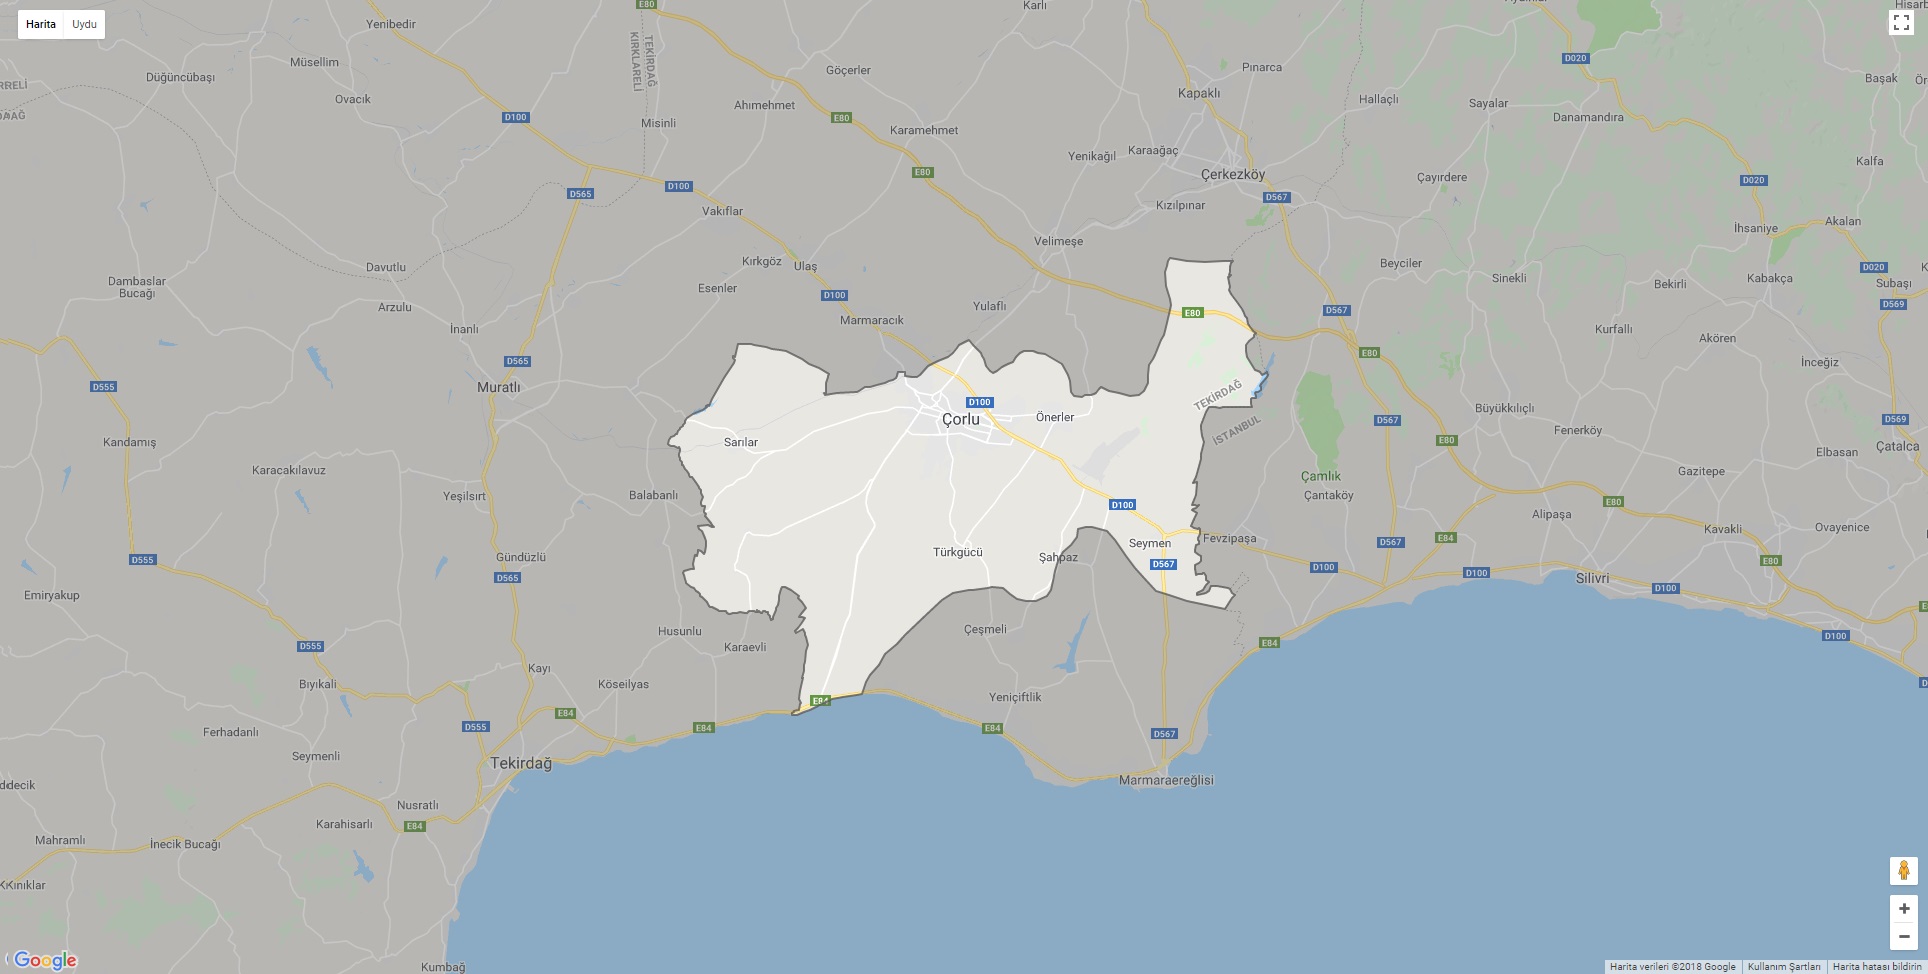 Harita Uydu
E80
Karlı
Yenibedir
TEKİRDAĞ
KIRKLARELİ
Müsellim
Düğüncübaşı
Ovacık
RRELİ
DAAĞ
D100
Misinli
Göçerler
Ahımehmet
E80
Karamehmet
E80
Pınarca
Kapaklı
Hallaçlı
D020
Sayalar
Danamandıra
Başak
Kalfa
Yenikağıl
Karaağaç
Çerkezköy
D567
Çayırdere
D020
Kızılpınar
D565
D100
Vakıflar
Velimeşe
Akalan
İhsaniye
Davutlu
Kırkgöz
Ulaş
Beyciler
Sinekli
Kabakça
Bekirli
D020
Subaşı
D569
Dambaslar
Bucağı
Arzulu
Esenler
D100
Marmaracık
Yulaflı
E80
D567
İnanlı
Kurfallı
Akören
E80
İnceğiz
D565
D555
Muratlı
TEKİRDAĞ
İSTANBUL
D100
Çorlu
Önerler
Büyükkılıçlı
D567
D569
Fenerköy
E80
Çatalca
Elbasan
Kandamış
Sarılar
Karacakılavuz
Gazitepe
Çamlık
Çantaköy
Yeşilsırt
Balabanlı
D100
E80
Alipaşa
Kavakli
Ovayenice
Seymen
Fevzipaşa
D567
E84
Türkgücü
Şahpaz
D567
D555
Gündüzlü
D565
D100
D100
Silivri
E80
D100
Emiryakup
Husunlu
Karaevli
Çeşmeli
E84
D100
D555
Kayı
Bıyıkali
Köseilyas
Yeniçiftlik
E84
E84
E84
E84
D555
D567
Ferhadanlı
Seymenli
Tekirdağ
Marmaraereğlisi
ddecik
Nusratlı
Karahisarlı
E84
Mahramlı
İnecik Bucağı
Kınıklar
Kumbağ
Google
Harita verileri ©2018 Google
Kullanım Şartları
Harita hatası bildirin